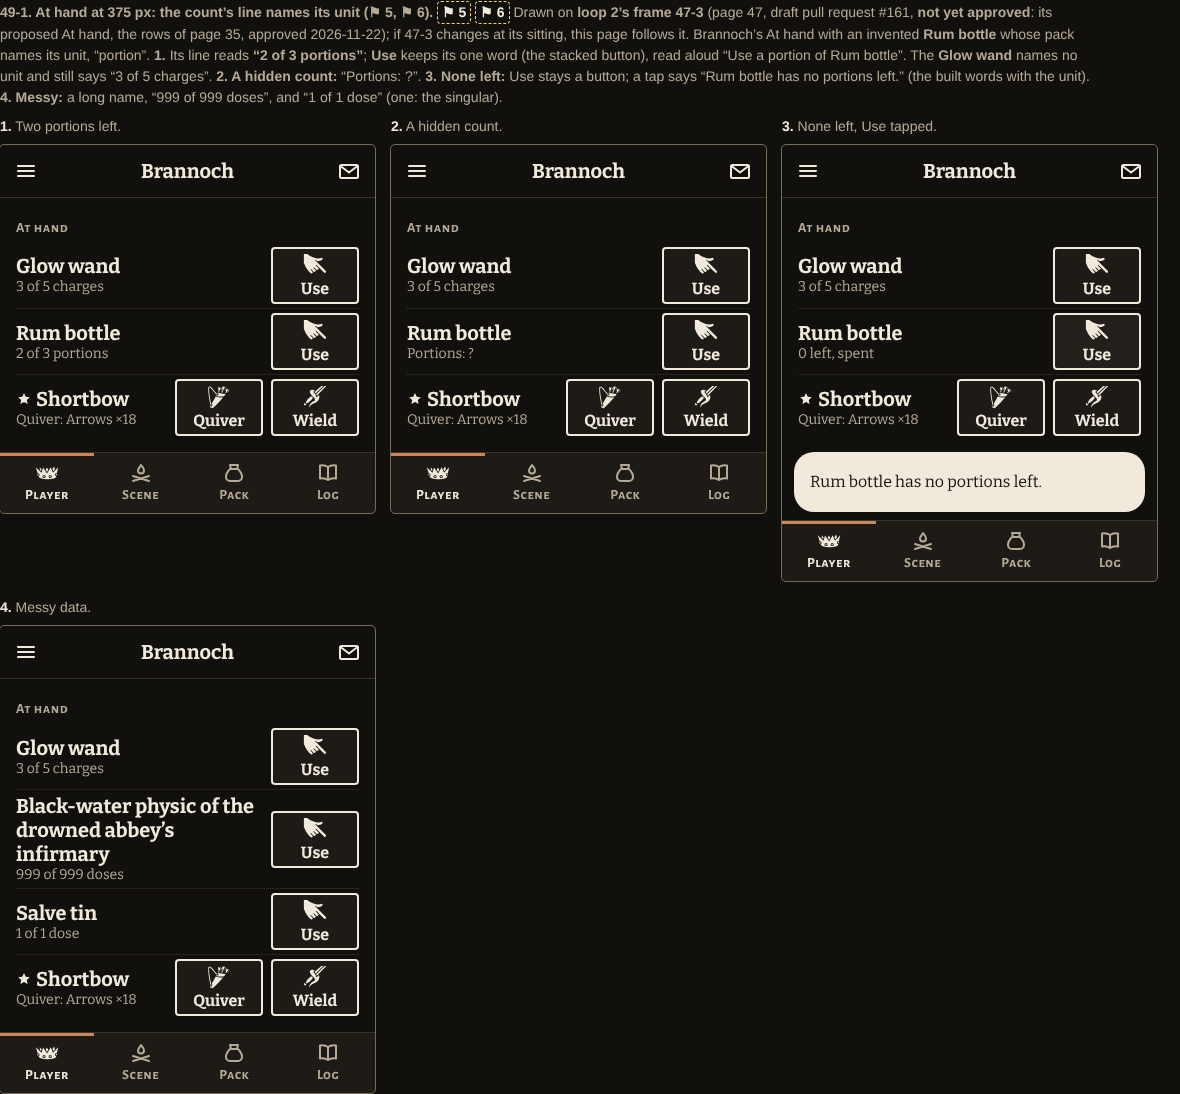 49-1. At hand at 375 px: the count’s line names its unit (⚑ 5, ⚑ 6). ⚑ 5 ⚑ 6 Drawn on loop 2’s frame 47-3 (page 47, draft pull request #161, not yet approved: its
proposed At hand, the rows of page 35, approved 2026-11-22); if 47-3 changes at its sitting, this page follows it. Brannoch’s At hand with an invented Rum bottle whose pack
names its unit, “portion”. 1. Its line reads “2 of 3 portions”; Use keeps its one word (the stacked button), read aloud “Use a portion of Rum bottle”. The Glow wand names no
unit and still says “3 of 5 charges”. 2. A hidden count: “Portions: ?”. 3. None left: Use stays a button; a tap says “Rum bottle has no portions left.” (the built words with the unit).
4. Messy: a long name, “999 of 999 doses”, and “1 of 1 dose” (one: the singular).
1. Two portions left.
Brannoch
At hand
Glow wand
3 of 5 charges
Use
Rum bottle
2 of 3 portions
Use
★ Shortbow
Quiver: Arrows ×18
Quiver
Wield
Player
Scene
Pack
Log
2. A hidden count.
Brannoch
At hand
Glow wand
3 of 5 charges
Use
Rum bottle
Portions: ?
Use
★ Shortbow
Quiver: Arrows ×18
Quiver
Wield
Player
Scene
Pack
Log
3. None left, Use tapped.
Brannoch
At hand
Glow wand
3 of 5 charges
Use
Rum bottle
0 left, spent
Use
★ Shortbow
Quiver: Arrows ×18
Quiver
Wield
Rum bottle has no portions left.
Player
Scene
Pack
Log
4. Messy data.
Brannoch
At hand
Glow wand
3 of 5 charges
Use
Black-water physic of the
drowned abbey’s
infirmary
999 of 999 doses
Use
Salve tin
1 of 1 dose
Use
★ Shortbow
Quiver: Arrows ×18
Quiver
Wield
Player
Scene
Pack
Log